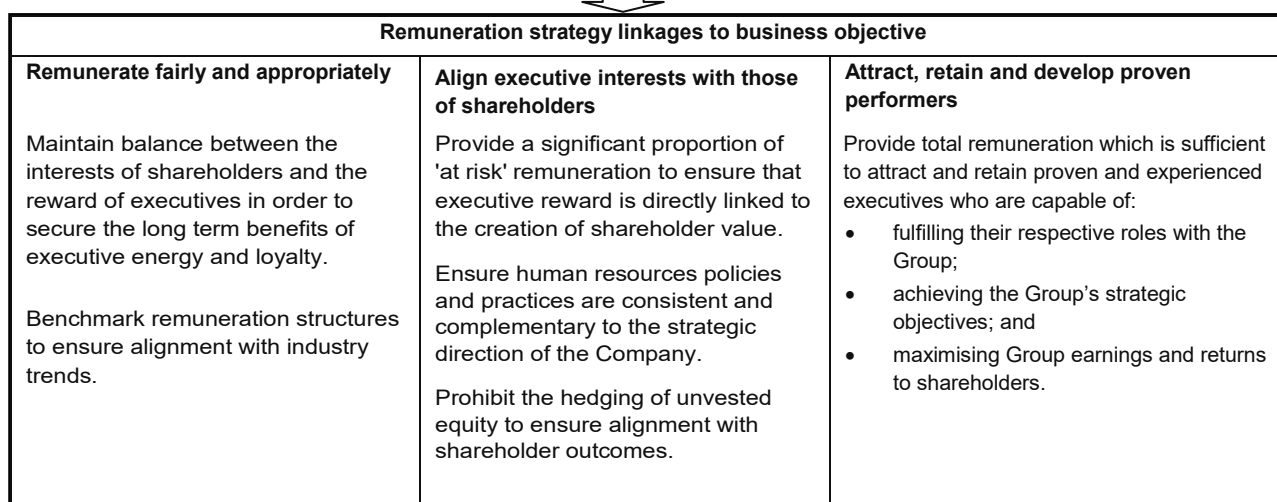 Remuneration strategy linkages to business objective
Remunerate fairly and appropriately
Maintain balance between the
interests of shareholders and the
reward of executives in order to
secure the long term benefits of
executive energy and loyalty.
Benchmark remuneration structures
to ensure alignment with industry
trends.
Align executive interests with those
of shareholders
Provide a significant proportion of
'at risk' remuneration to ensure that
executive reward is directly linked to
the creation of shareholder value.
Ensure human resources policies
and practices are consistent and
complementary to the strategic
direction of the Company.
Prohibit the hedging of unvested
equity to ensure alignment with
shareholder outcomes.
Attract, retain and develop proven
performers
Provide total remuneration which is sufficient
to attract and retain proven and experienced
executives who are capable of:
• fulfilling their respective roles with the
Group;
• achieving the Group’s strategic
objectives; and
• maximising Group earnings and returns
to shareholders.